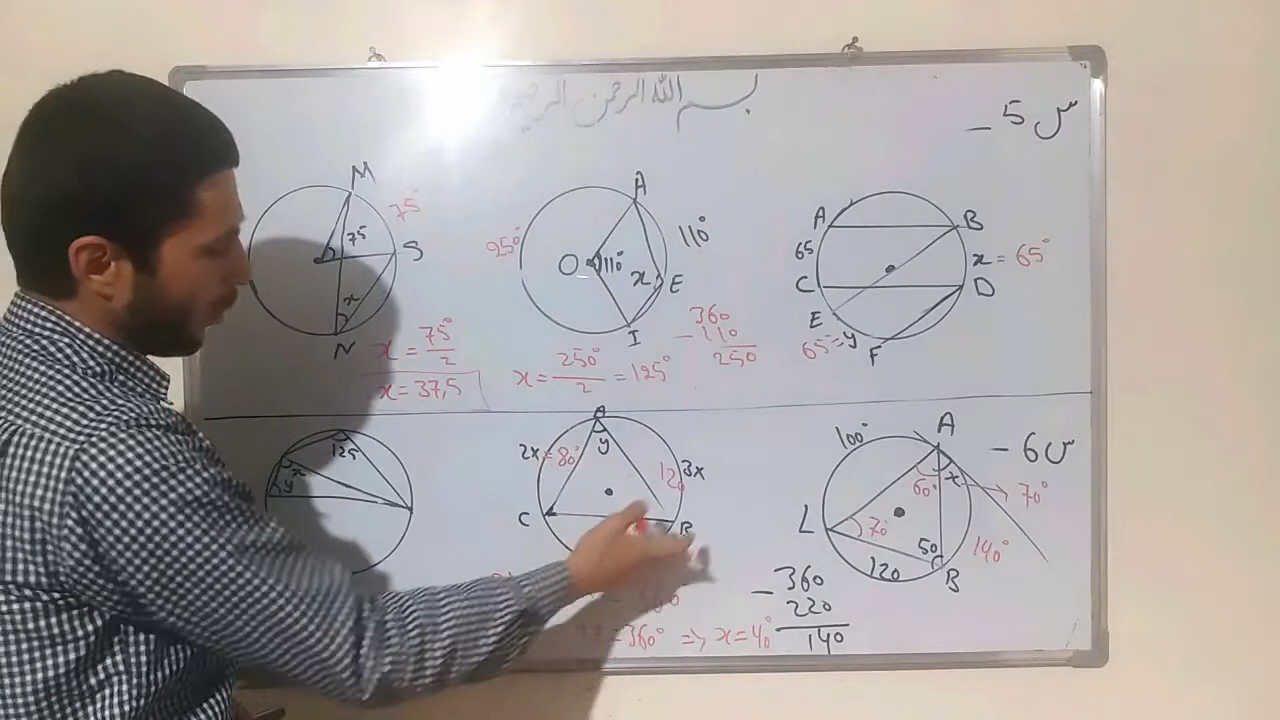 بسم الله الرحمن الرحيم
س 5 -
M
75°
75
S
x
N
x = 75°/2
x = 37,5
A
250°
110°
O
110°
x
E
I
360
- 110
250
x = 250°/2 = 125°
A
B
65
x = 65°
C
D
E
65° = y
F
س 6 -
125
x
y
A
2x = 80°
y
120
3x
C
B
= 360° => x = 40°
A
100°
60°
x
70°
L
70°
50
140°
120
B
- 360
220
140